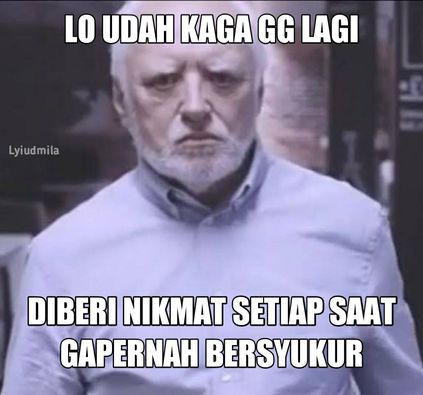 LO UDAH KAGA GG LAGI
Lyiudmila
DIBERI NIKMAT SETIAP SAAT
GAPERNAH BERSYUKUR